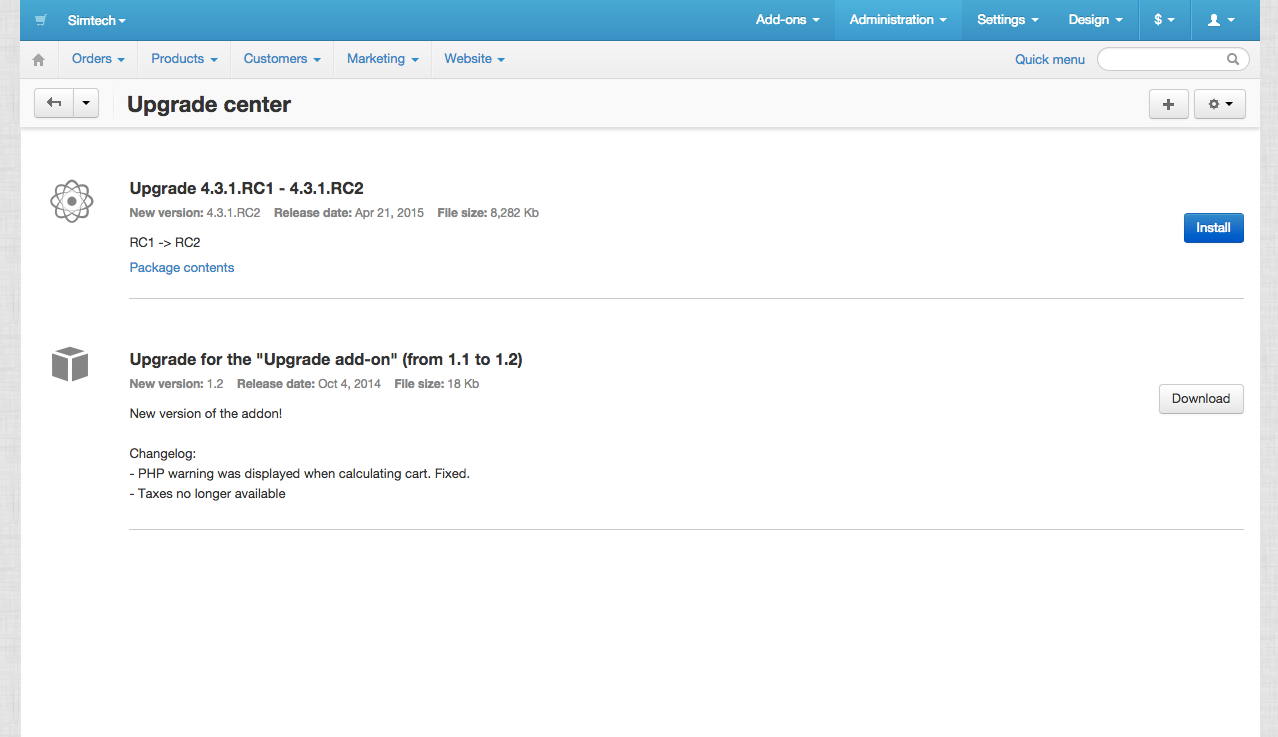 Simtech Add-ons Administration Settings Design $
Orders Products Customers Marketing Website Quick menu
Upgrade center
Upgrade 4.3.1.RC1 - 4.3.1.RC2
New version: 4.3.1.RC2 Release date: Apr 21, 2015 File size: 8,282 Kb
Install
RC1 -> RC2
Package contents
Upgrade for the "Upgrade add-on" (from 1.1 to 1.2)
New version: 1.2 Release date: Oct 4, 2014 File size: 18 Kb
Download
New version of the addon!
Changelog:
- PHP warning was displayed when calculating cart. Fixed.
- Taxes no longer available